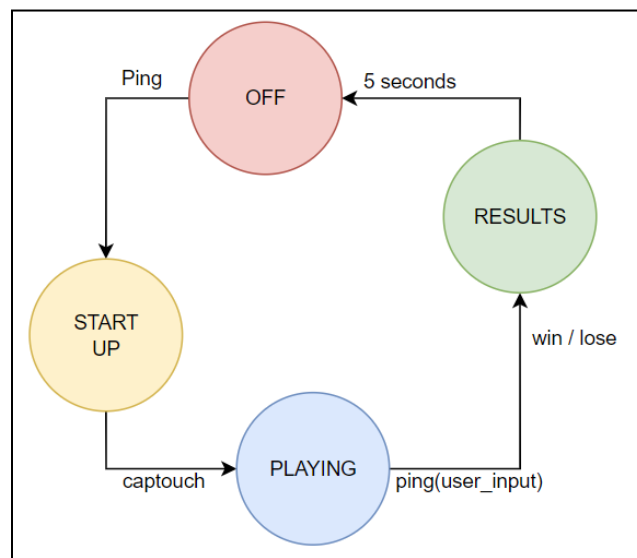 Ping
OFF
5 seconds
RESULTS
START
UP
win / lose
captouch
PLAYING
ping(user_input)